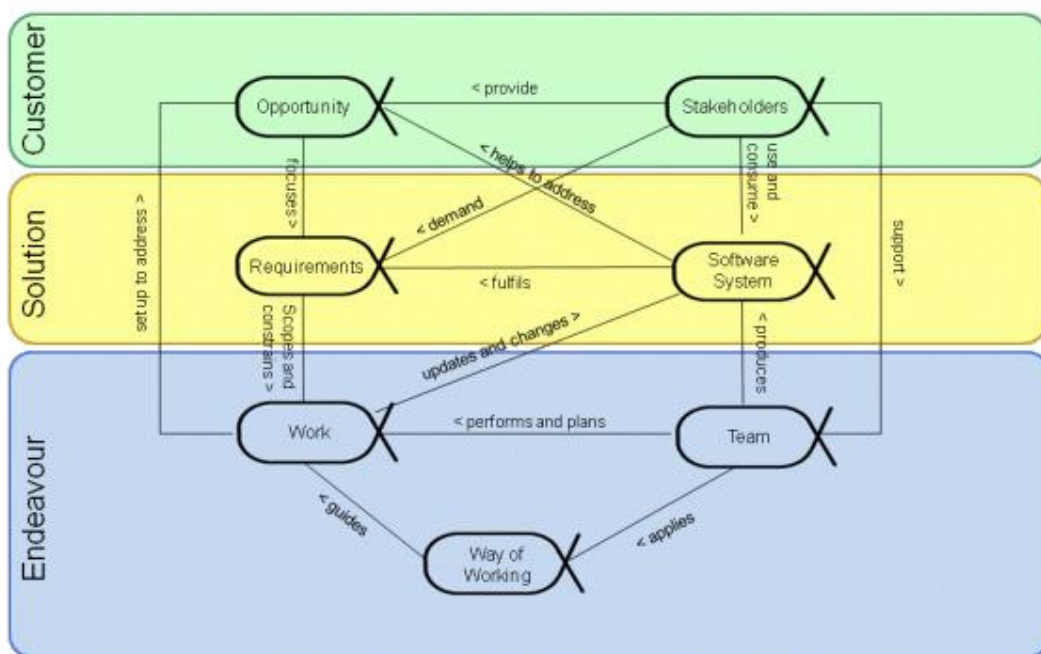 Customer
Opportunity
< provide
Stakeholders
focuses >
< helps to address
use and
consume >
< demand
set up to address >
support >
Solution
Requirements
< fulfils
Software
System
Scopes and
constrains >
updates and changes >
< produces
Endeavour
Work
< performs and plans
Team
< guides
< applies
Way of
Working